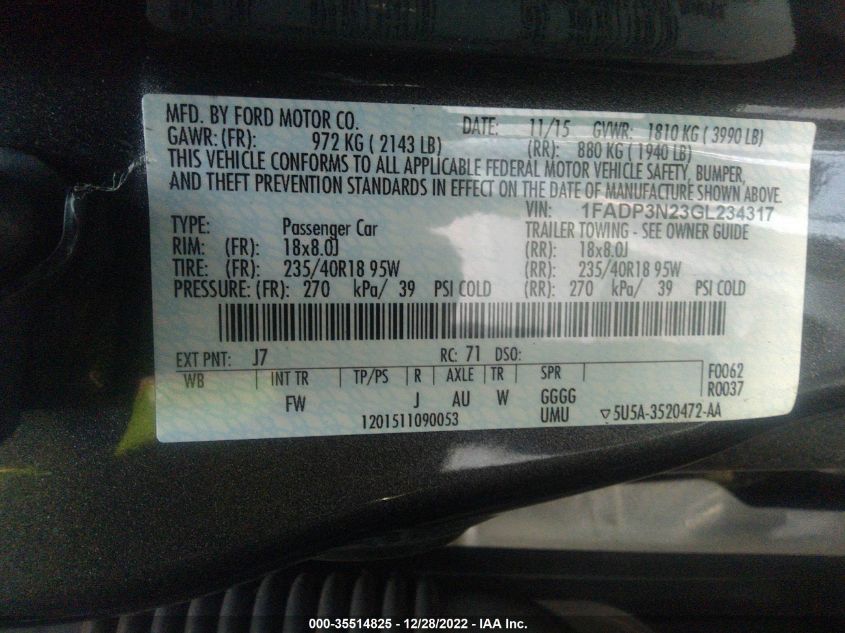 MFD. BY FORD MOTOR CO.
DATE: 11/15 GVWR: 1810 KG ( 3990 LB)
GAWR: (FR): 972 KG ( 2143 LB) (RR): 880 KG ( 1940 LB)
THIS VEHICLE CONFORMS TO ALL APPLICABLE FEDERAL MOTOR VEHICLE SAFETY, BUMPER,
AND THEFT PREVENTION STANDARDS IN EFFECT ON THE DATE OF MANUFACTURE SHOWN ABOVE.
VIN: 1FADP3N23GL234317
TYPE: Passenger Car TRAILER TOWING - SEE OWNER GUIDE
RIM: (FR): 18x8.0J (RR): 18x8.0J
TIRE: (FR): 235/40R18 95W (RR): 235/40R18 95W
PRESSURE: (FR): 270 kPa/ 39 PSI COLD (RR): 270 kPa/ 39 PSI COLD
EXT PNT: J7 RC: 71 DSO:
WB INT TR TP/PS R AXLE TR SPR F0062
FW J AU W GGGG R0037
1201511090053 UMU ▽5U5A-3520472-AA
000-35514825 - 12/28/2022 - IAA Inc.